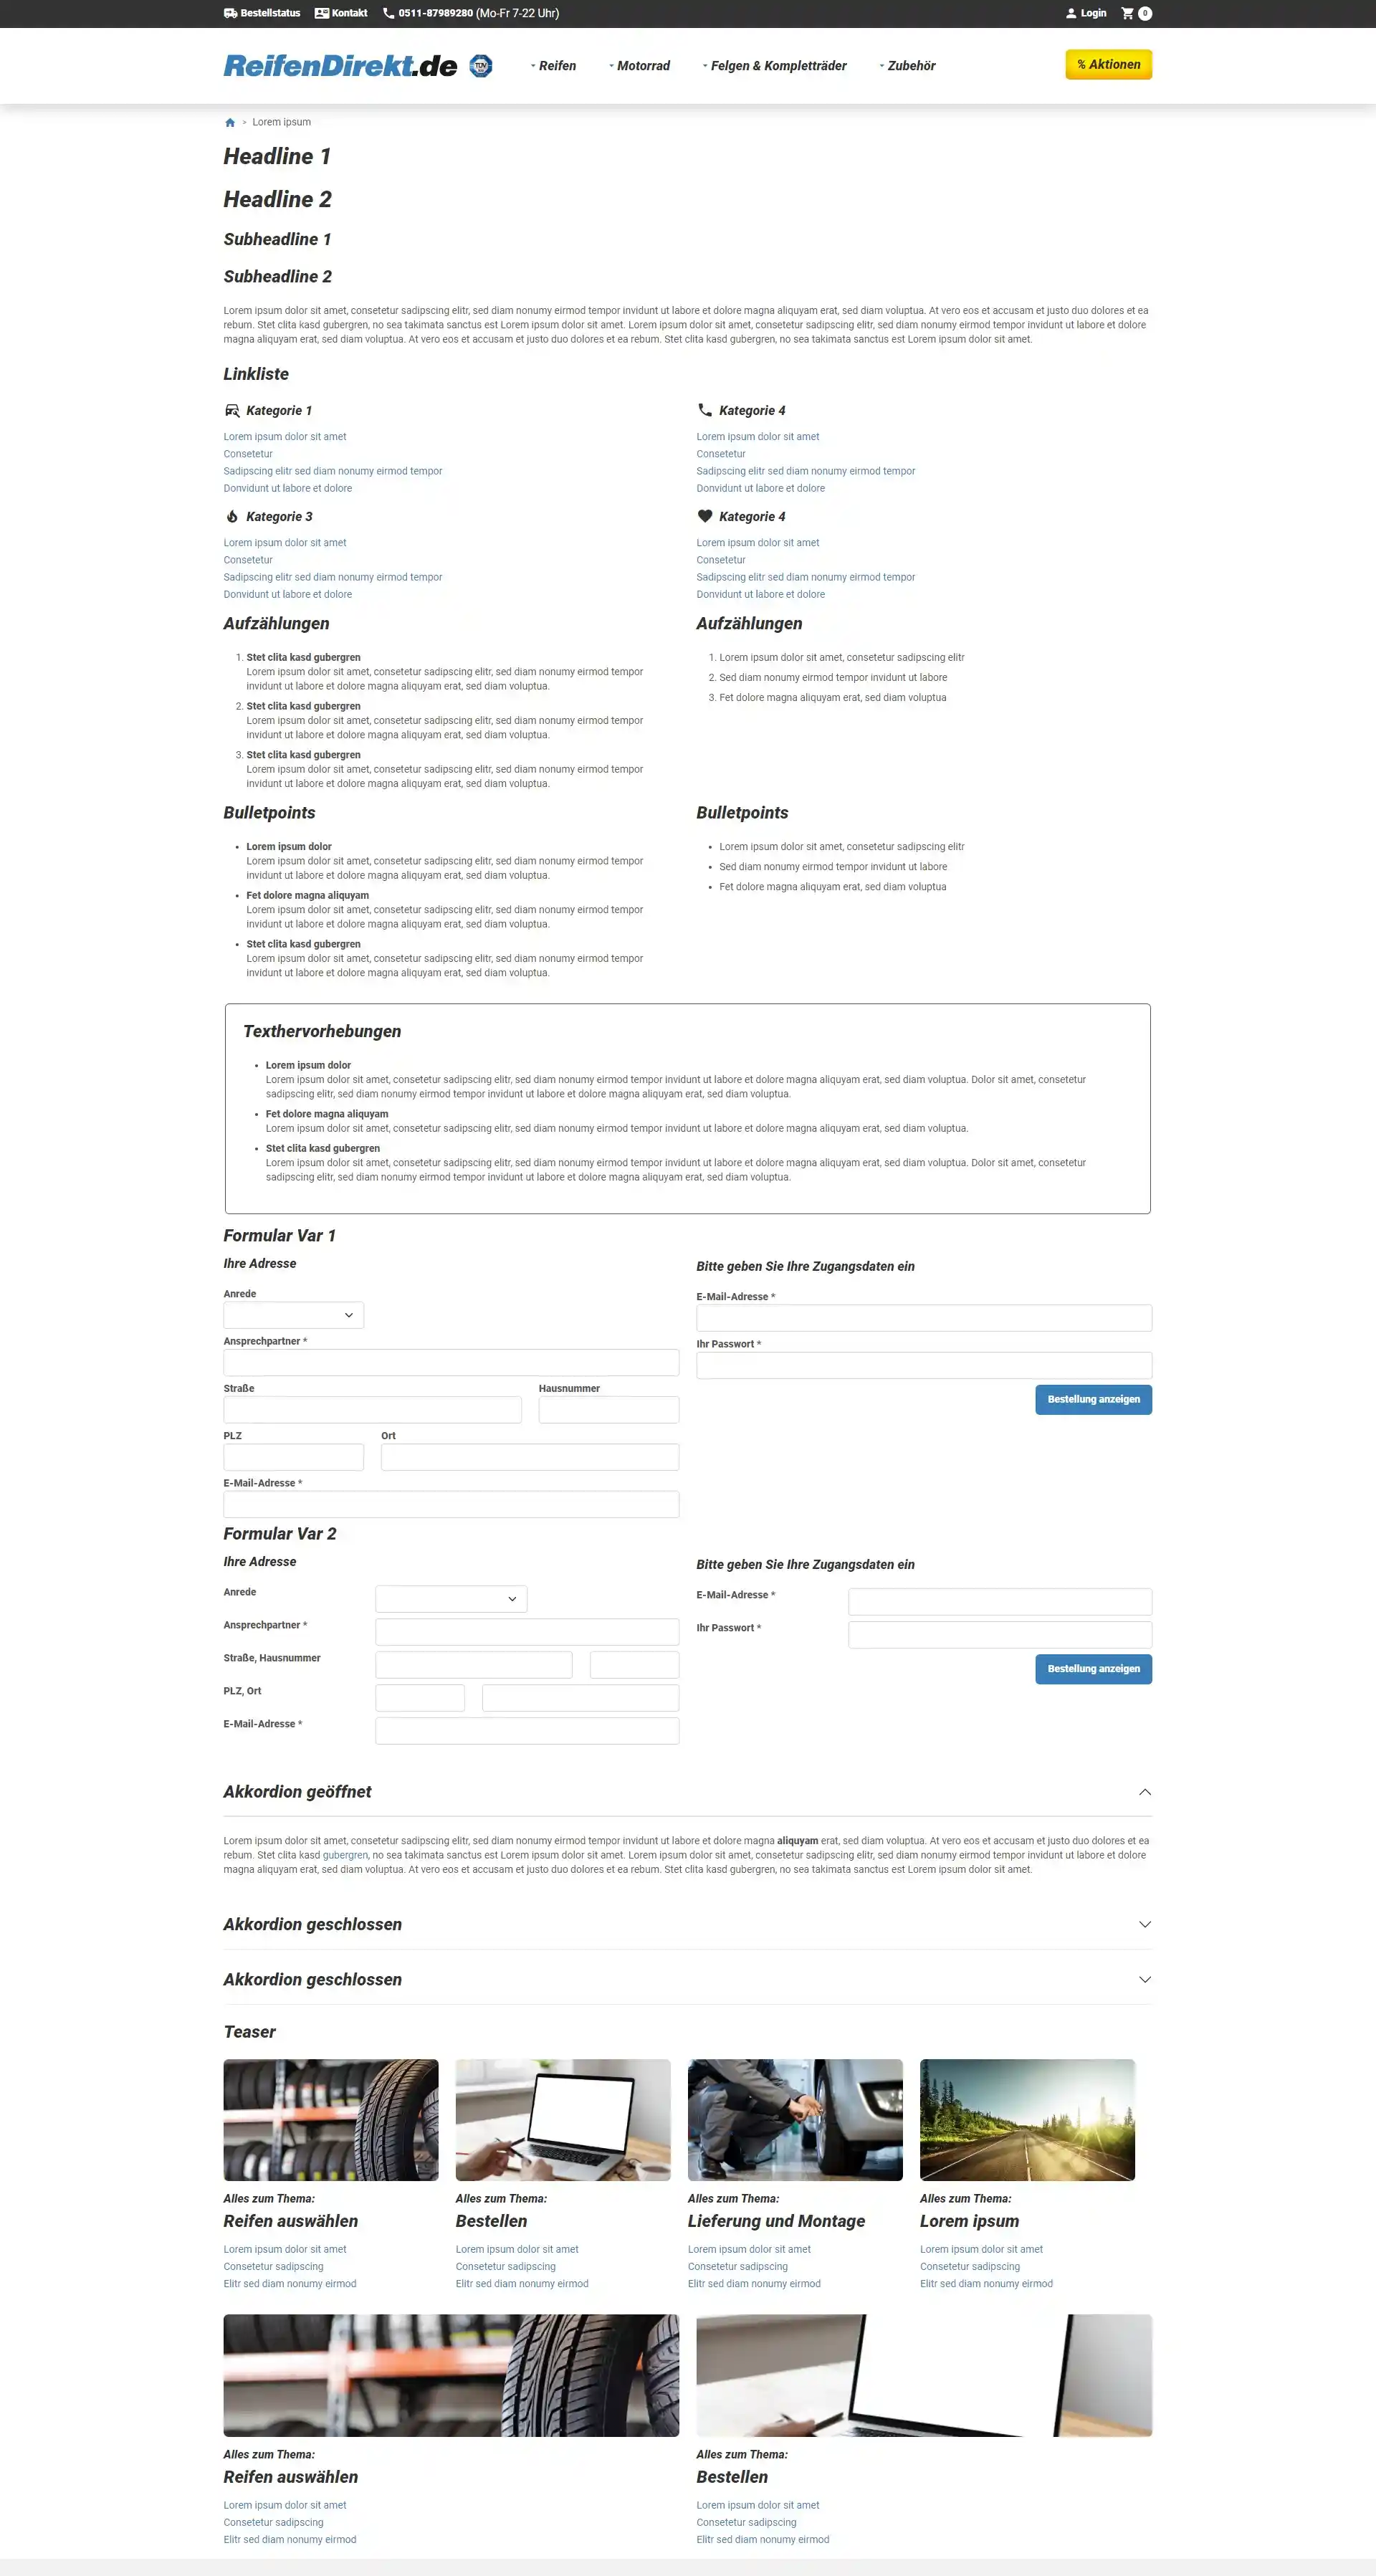 Bestellstatus Kontakt 0511-87989280 (Mo-Fr 7-22 Uhr) Login 0
ReifenDirekt.de TÜV Reifen Motorrad Felgen & Kompletträder Zubehör % Aktionen
> Lorem ipsum
Headline 1
Headline 2
Subheadline 1
Subheadline 2
Lorem ipsum dolor sit amet, consetetur sadipscing elitr, sed diam nonumy eirmod tempor invidunt ut labore et dolore magna aliquyam erat, sed diam voluptua. At vero eos et accusam et justo duo dolores et ea
rebum. Stet clita kasd gubergren, no sea takimata sanctus est Lorem ipsum dolor sit amet. Lorem ipsum dolor sit amet, consetetur sadipscing elitr, sed diam nonumy eirmod tempor invidunt ut labore et dolore
magna aliquyam erat, sed diam voluptua. At vero eos et accusam et justo duo dolores et ea rebum. Stet clita kasd gubergren, no sea takimata sanctus est Lorem ipsum dolor sit amet.
Linkliste
Kategorie 1
Lorem ipsum dolor sit amet
Consetetur
Sadipscing elitr sed diam nonumy eirmod tempor
Donvidunt ut labore et dolore
Kategorie 4
Lorem ipsum dolor sit amet
Consetetur
Sadipscing elitr sed diam nonumy eirmod tempor
Donvidunt ut labore et dolore
Kategorie 3
Lorem ipsum dolor sit amet
Consetetur
Sadipscing elitr sed diam nonumy eirmod tempor
Donvidunt ut labore et dolore
Kategorie 4
Lorem ipsum dolor sit amet
Consetetur
Sadipscing elitr sed diam nonumy eirmod tempor
Donvidunt ut labore et dolore
Aufzählungen
1. Stet clita kasd gubergren
Lorem ipsum dolor sit amet, consetetur sadipscing elitr, sed diam nonumy eirmod tempor
invidunt ut labore et dolore magna aliquyam erat, sed diam voluptua.
2. Stet clita kasd gubergren
Lorem ipsum dolor sit amet, consetetur sadipscing elitr, sed diam nonumy eirmod tempor
invidunt ut labore et dolore magna aliquyam erat, sed diam voluptua.
3. Stet clita kasd gubergren
Lorem ipsum dolor sit amet, consetetur sadipscing elitr, sed diam nonumy eirmod tempor
invidunt ut labore et dolore magna aliquyam erat, sed diam voluptua.
Aufzählungen
1. Lorem ipsum dolor sit amet, consetetur sadipscing elitr
2. Sed diam nonumy eirmod tempor invidunt ut labore
3. Fet dolore magna aliquyam erat, sed diam voluptua
Bulletpoints
• Lorem ipsum dolor
Lorem ipsum dolor sit amet, consetetur sadipscing elitr, sed diam nonumy eirmod tempor
invidunt ut labore et dolore magna aliquyam erat, sed diam voluptua.
• Fet dolore magna aliquyam
Lorem ipsum dolor sit amet, consetetur sadipscing elitr, sed diam nonumy eirmod tempor
invidunt ut labore et dolore magna aliquyam erat, sed diam voluptua.
• Stet clita kasd gubergren
Lorem ipsum dolor sit amet, consetetur sadipscing elitr, sed diam nonumy eirmod tempor
invidunt ut labore et dolore magna aliquyam erat, sed diam voluptua.
Bulletpoints
• Lorem ipsum dolor sit amet, consetetur sadipscing elitr
• Sed diam nonumy eirmod tempor invidunt ut labore
• Fet dolore magna aliquyam erat, sed diam voluptua
Texthervorhebungen
• Lorem ipsum dolor
Lorem ipsum dolor sit amet, consetetur sadipscing elitr, sed diam nonumy eirmod tempor invidunt ut labore et dolore magna aliquyam erat, sed diam voluptua. Dolor sit amet, consetetur
sadipscing elitr, sed diam nonumy eirmod tempor invidunt ut labore et dolore magna aliquyam erat, sed diam voluptua.
• Fet dolore magna aliquyam
Lorem ipsum dolor sit amet, consetetur sadipscing elitr, sed diam nonumy eirmod tempor invidunt ut labore et dolore magna aliquyam erat, sed diam voluptua.
• Stet clita kasd gubergren
Lorem ipsum dolor sit amet, consetetur sadipscing elitr, sed diam nonumy eirmod tempor invidunt ut labore et dolore magna aliquyam erat, sed diam voluptua. Dolor sit amet, consetetur
sadipscing elitr, sed diam nonumy eirmod tempor invidunt ut labore et dolore magna aliquyam erat, sed diam voluptua.
Formular Var 1
Ihre Adresse
Anrede
Ansprechpartner *
Straße Hausnummer
PLZ Ort
E-Mail-Adresse *
Bitte geben Sie Ihre Zugangsdaten ein
E-Mail-Adresse *
Ihr Passwort *
Bestellung anzeigen
Formular Var 2
Ihre Adresse
Anrede
Ansprechpartner *
Straße, Hausnummer
PLZ, Ort
E-Mail-Adresse *
Bitte geben Sie Ihre Zugangsdaten ein
E-Mail-Adresse *
Ihr Passwort *
Bestellung anzeigen
Akkordion geöffnet
Lorem ipsum dolor sit amet, consetetur sadipscing elitr, sed diam nonumy eirmod tempor invidunt ut labore et dolore magna aliquyam erat, sed diam voluptua. At vero eos et accusam et justo duo dolores et ea
rebum. Stet clita kasd gubergren, no sea takimata sanctus est Lorem ipsum dolor sit amet. Lorem ipsum dolor sit amet, consetetur sadipscing elitr, sed diam nonumy eirmod tempor invidunt ut labore et dolore
magna aliquyam erat, sed diam voluptua. At vero eos et accusam et justo duo dolores et ea rebum. Stet clita kasd gubergren, no sea takimata sanctus est Lorem ipsum dolor sit amet.
Akkordion geschlossen
Akkordion geschlossen
Teaser
Alles zum Thema:
Reifen auswählen
Lorem ipsum dolor sit amet
Consetetur sadipscing
Elitr sed diam nonumy eirmod
Alles zum Thema:
Bestellen
Lorem ipsum dolor sit amet
Consetetur sadipscing
Elitr sed diam nonumy eirmod
Alles zum Thema:
Lieferung und Montage
Lorem ipsum dolor sit amet
Consetetur sadipscing
Elitr sed diam nonumy eirmod
Alles zum Thema:
Lorem ipsum
Lorem ipsum dolor sit amet
Consetetur sadipscing
Elitr sed diam nonumy eirmod
Alles zum Thema:
Reifen auswählen
Lorem ipsum dolor sit amet
Consetetur sadipscing
Elitr sed diam nonumy eirmod
Alles zum Thema:
Bestellen
Lorem ipsum dolor sit amet
Consetetur sadipscing
Elitr sed diam nonumy eirmod